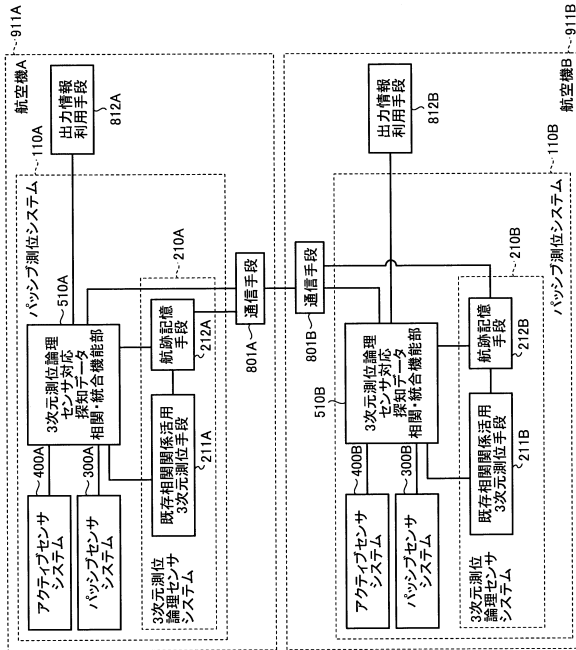 航空機A
911A
出力情報
利用手段
812A
パッシブ測位システム
110A
510A
3次元測位論理
センサ対応
探知データ
相関・統合機能部
400A
アクティブセンサ
システム
300A
パッシブセンサ
システム
210A
航跡記憶
手段
212A
既存相関関係活用
3次元測位手段
211A
3次元測位
論理センサ
システム
通信手段
801A
航空機B
911B
出力情報
利用手段
812B
パッシブ測位システム
110B
通信手段
801B
510B
3次元測位論理
センサ対応
探知データ
相関・統合機能部
400B
アクティブセンサ
システム
300B
パッシブセンサ
システム
210B
航跡記憶
手段
212B
既存相関関係活用
3次元測位手段
211B
3次元測位
論理センサ
システム